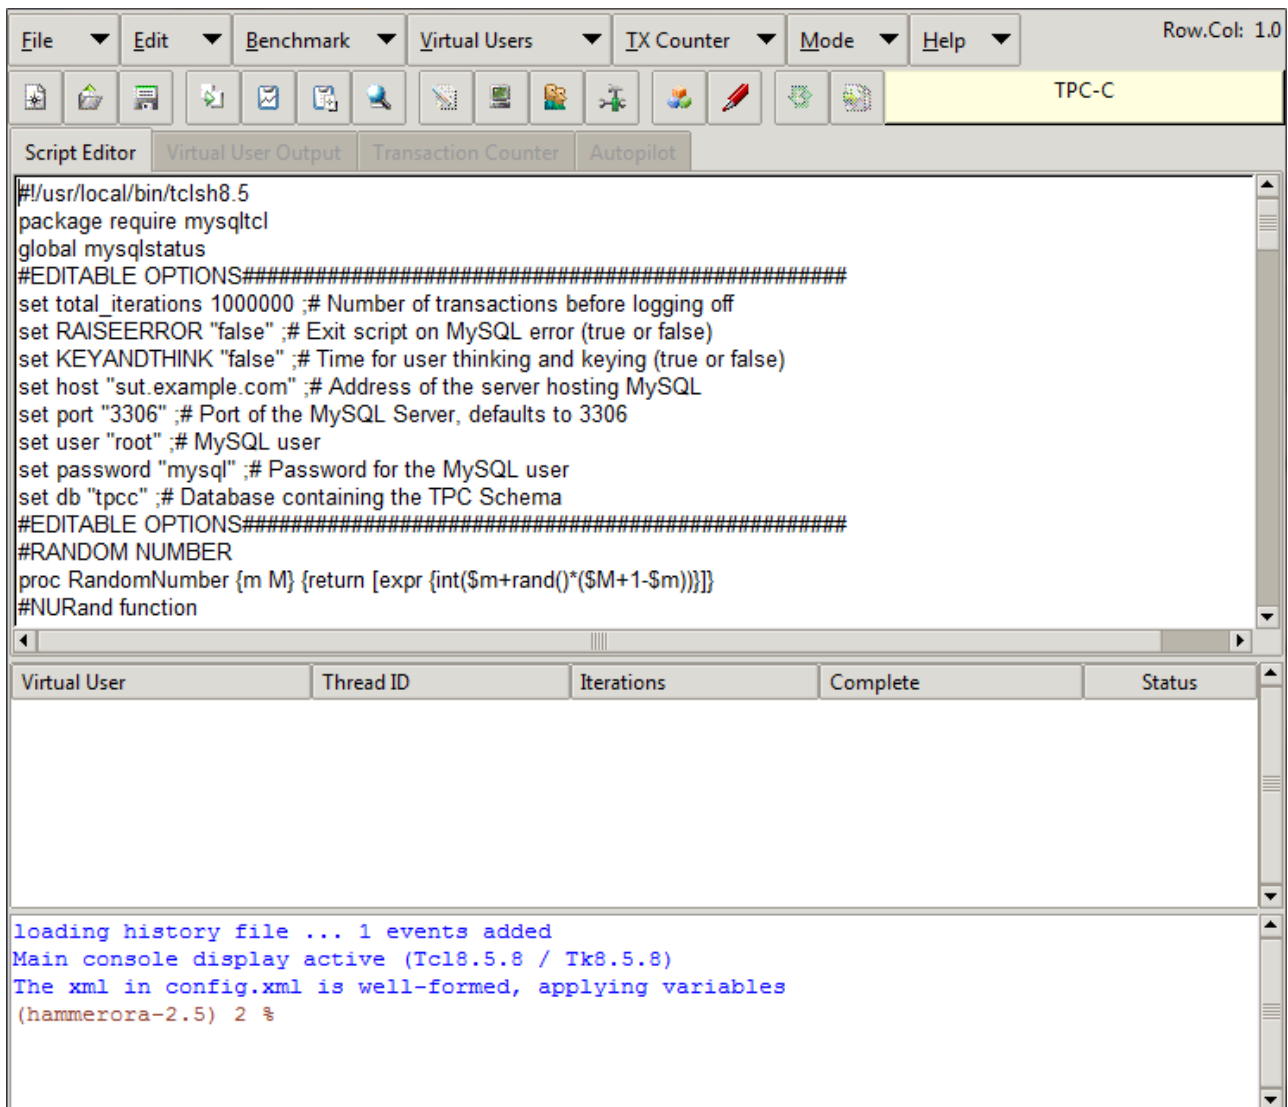 File Edit Benchmark Virtual Users TX Counter Mode Help Row.Col: 1.0
TPC-C
Script Editor Virtual User Output Transaction Counter Autopilot
#!/usr/local/bin/tclsh8.5
package require mysqltcl
global mysqlstatus
#EDITABLE OPTIONS##################################################
set total_iterations 1000000 ;# Number of transactions before logging off
set RAISEERROR "false" ;# Exit script on MySQL error (true or false)
set KEYANDTHINK "false" ;# Time for user thinking and keying (true or false)
set host "sut.example.com" ;# Address of the server hosting MySQL
set port "3306" ;# Port of the MySQL Server, defaults to 3306
set user "root" ;# MySQL user
set password "mysql" ;# Password for the MySQL user
set db "tpcc" ;# Database containing the TPC Schema
#EDITABLE OPTIONS##################################################
#RANDOM NUMBER
proc RandomNumber {m M} {return [expr {int($m+rand()*($M+1-$m))}]}
#NURand function
Virtual User Thread ID Iterations Complete Status
loading history file ... 1 events added
Main console display active (Tcl8.5.8 / Tk8.5.8)
The xml in config.xml is well-formed, applying variables
(hammerora-2.5) 2 %